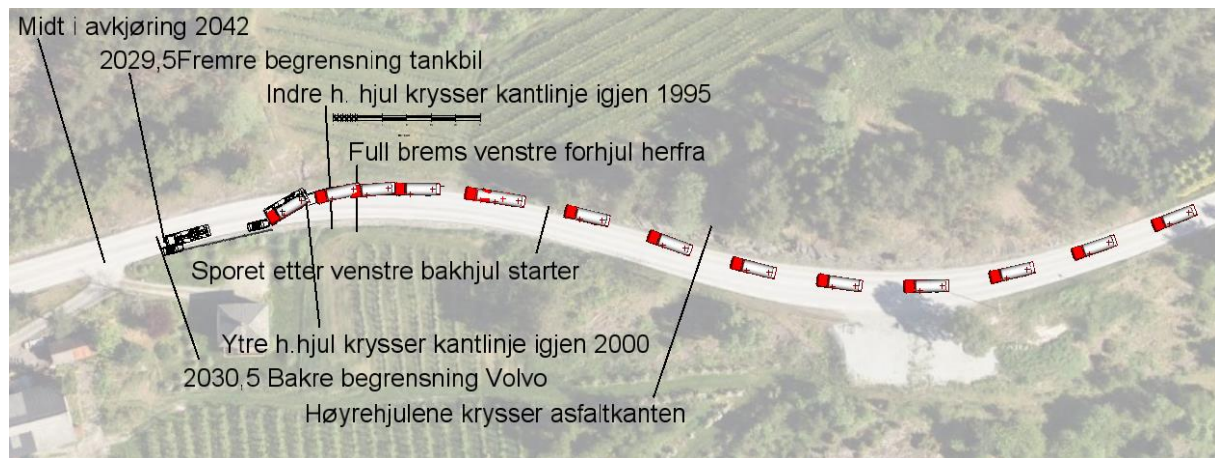 Midt i avkjøring 2042
2029,5Fremre begrensning tankbil
Indre h. hjul krysser kantlinje igjen 1995
Full brems venstre forhjul herfra
Sporet etter venstre bakhjul starter
Ytre h.hjul krysser kantlinje igjen 2000
2030,5 Bakre begrensning Volvo
Høyrehjulene krysser asfaltkanten